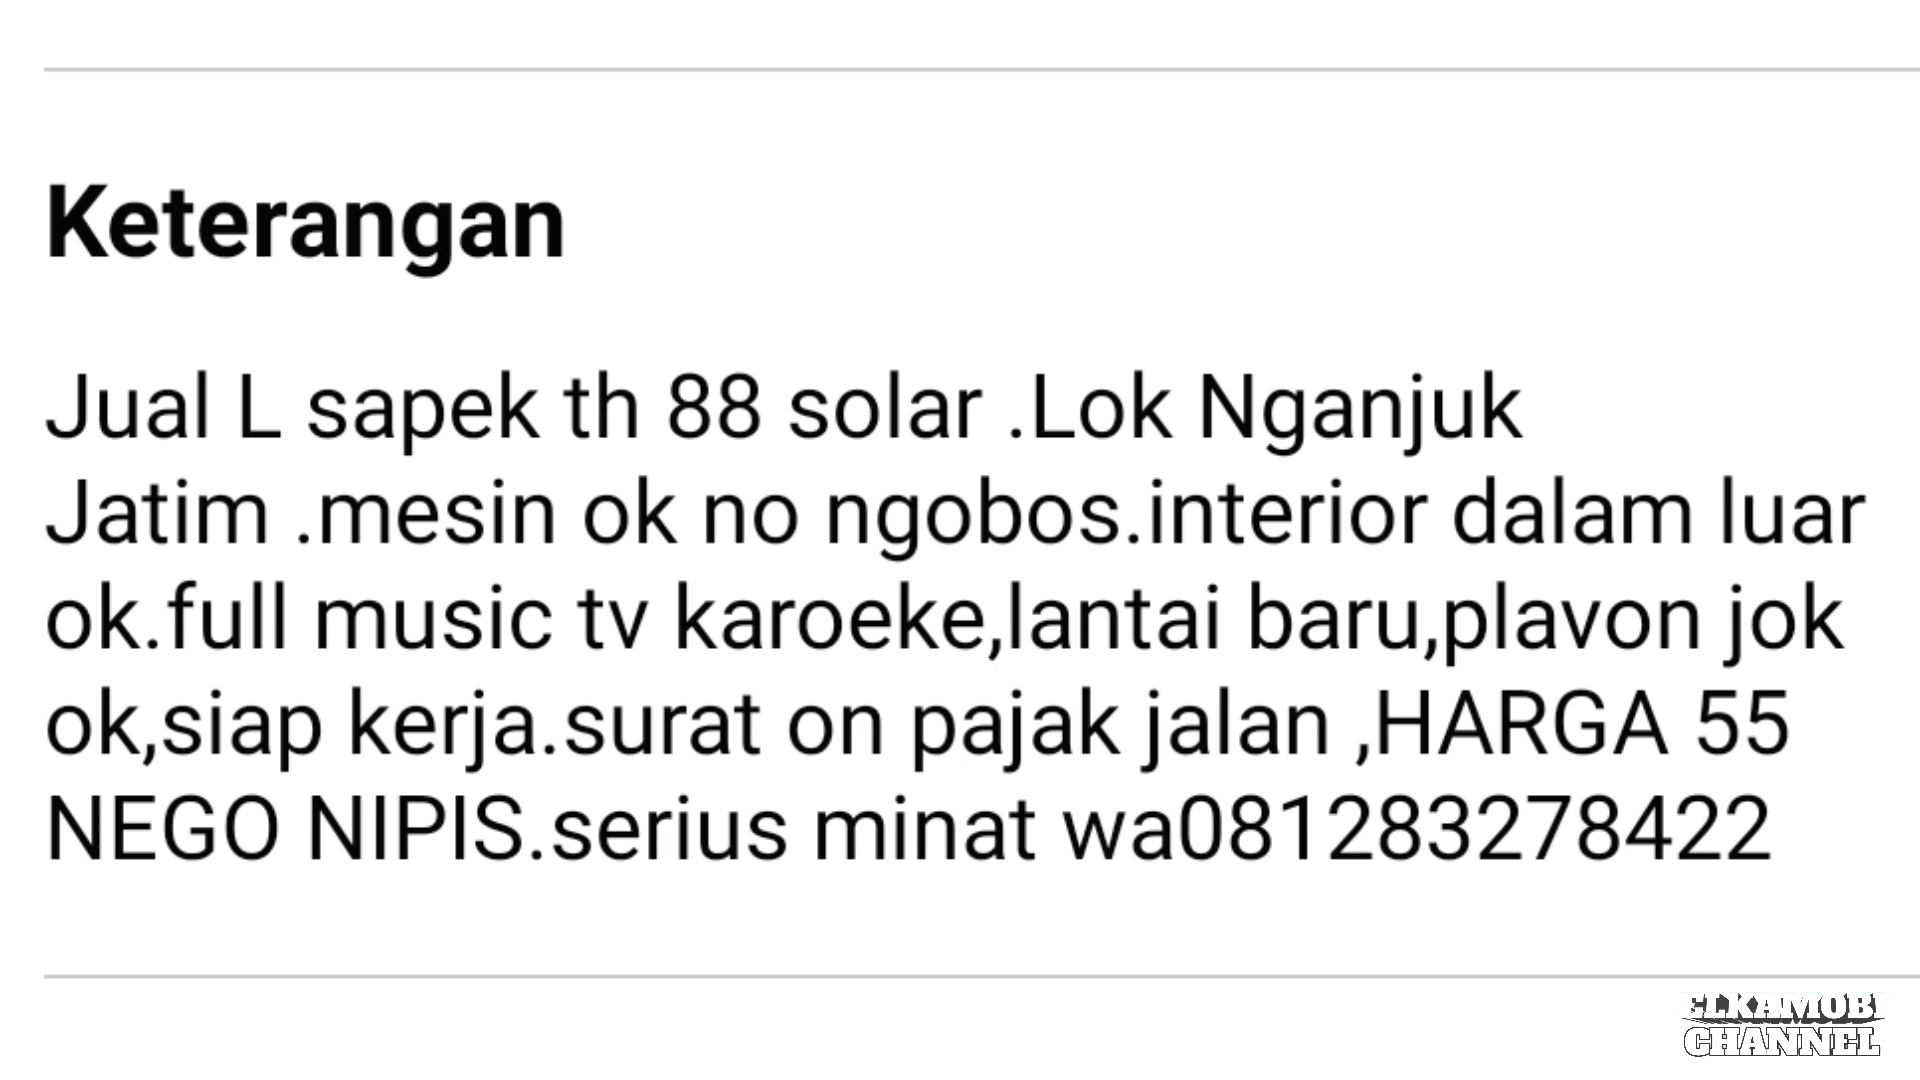 Keterangan
Jual L sapek th 88 solar .Lok Nganjuk
Jatim .mesin ok no ngobos.interior dalam luar
ok.full music tv karoeke,lantai baru,plavon jok
ok,siap kerja.surat on pajak jalan ,HARGA 55
NEGO NIPIS.serius minat wa081283278422
ELKAMOBI
CHANNEL